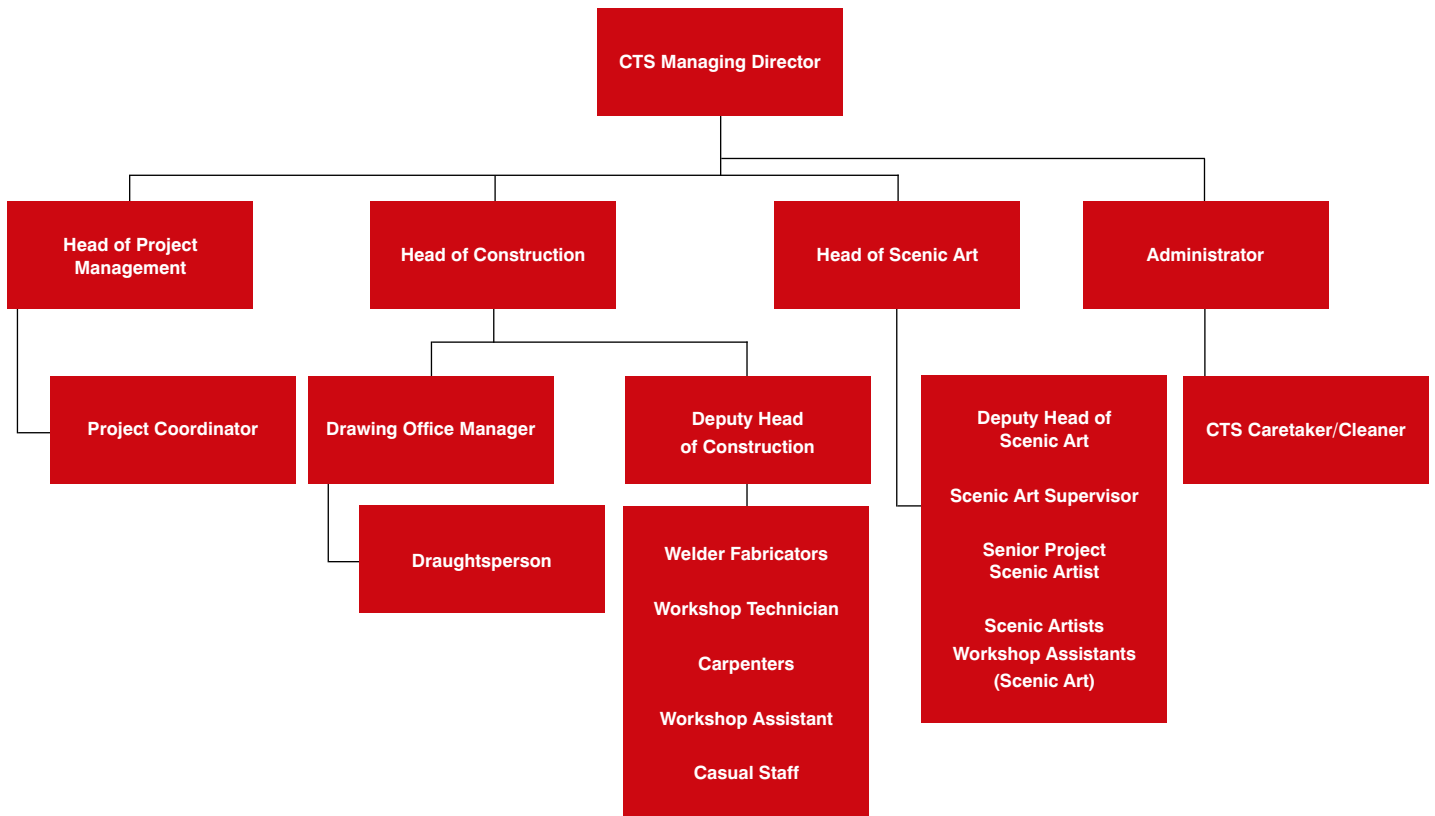 CTS Managing Director
Head of Project
Management
Head of Construction
Head of Scenic Art
Administrator
Project Coordinator
Drawing Office Manager
Deputy Head
of Construction
Deputy Head of
Scenic Art
Scenic Art Supervisor
Senior Project
Scenic Artist
Scenic Artists
Workshop Assistants
(Scenic Art)
CTS Caretaker/Cleaner
Draughtsperson
Welder Fabricators
Workshop Technician
Carpenters
Workshop Assistant
Casual Staff